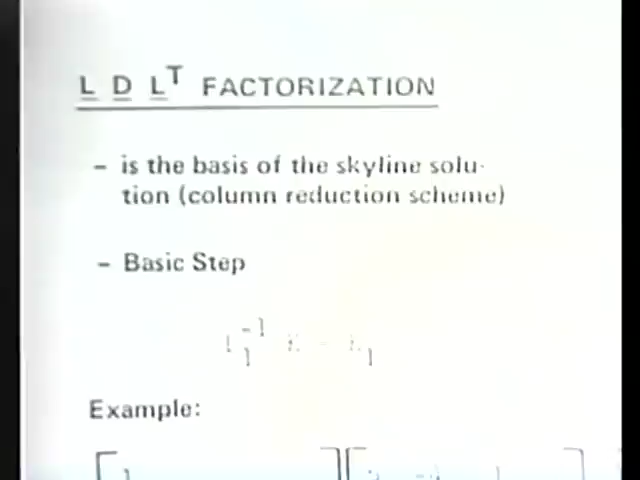 L D L^T FACTORIZATION
– is the basis of the skyline solu-
tion (column reduction scheme)
– Basic Step
Example: